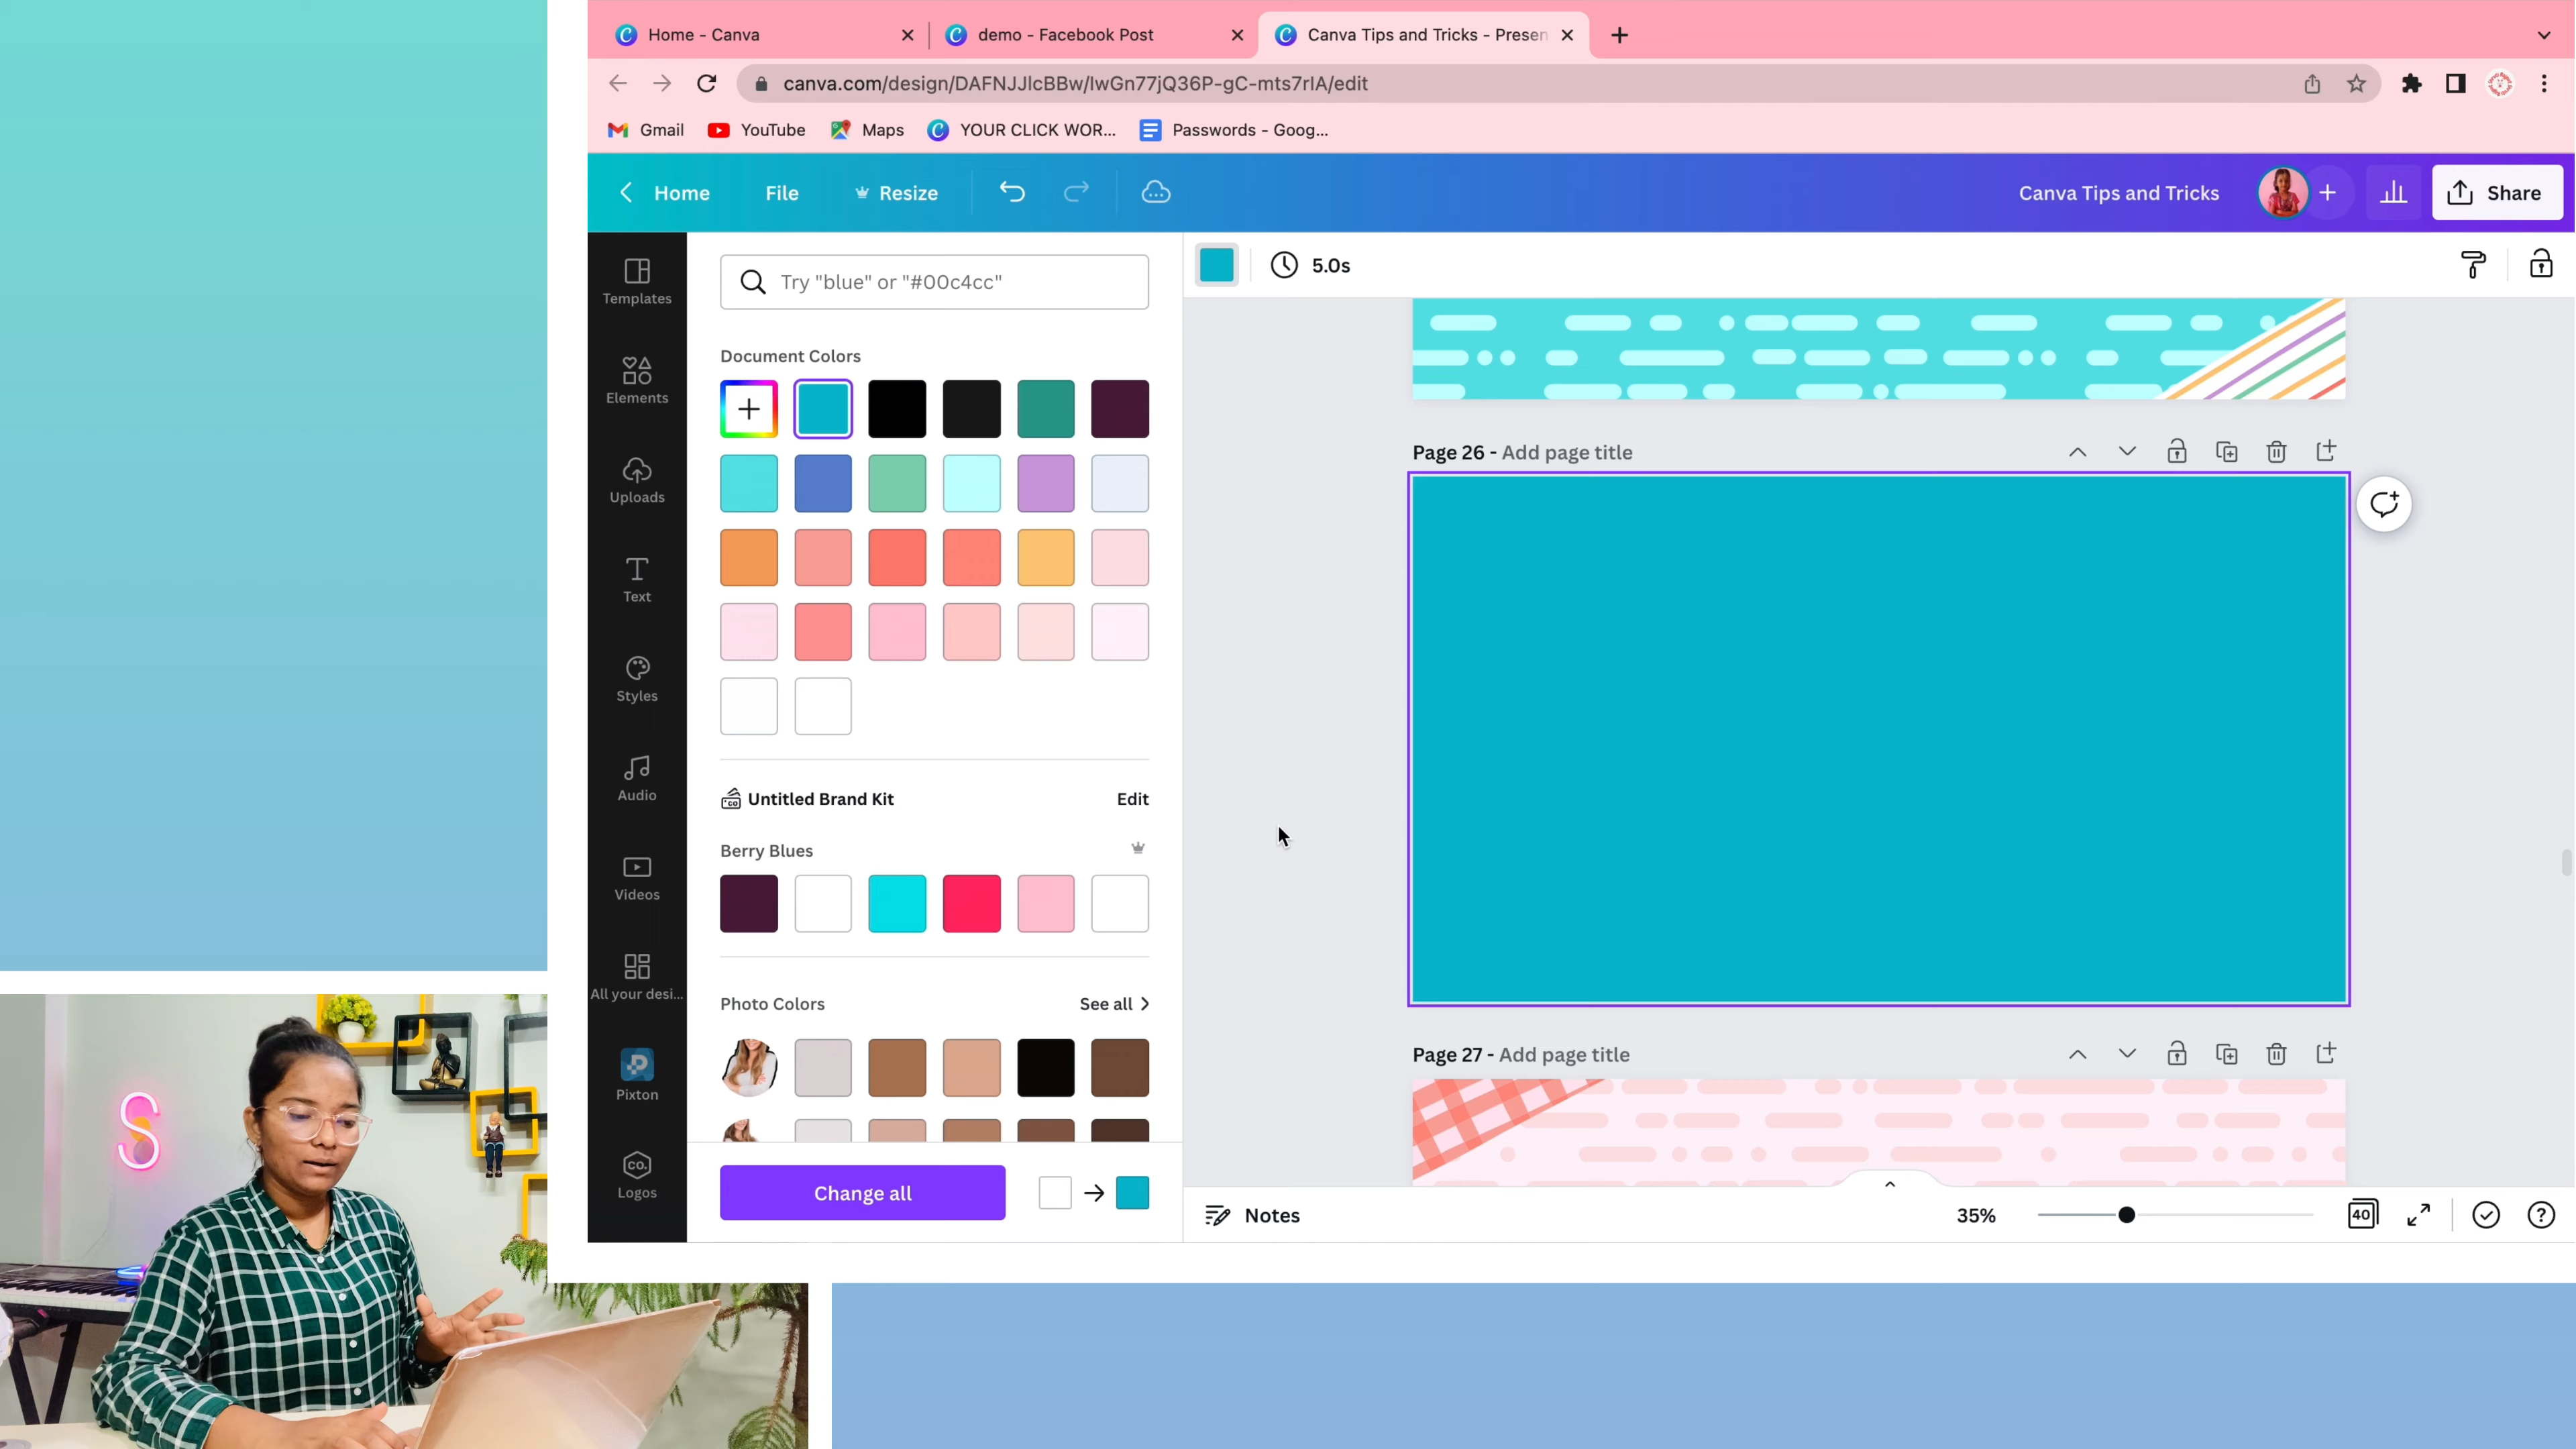 Home - Canva
demo - Facebook Post
Canva Tips and Tricks - Presen
canva.com/design/DAFNJJlcBBw/lwGn77jQ36P-gC-mts7rlA/edit
Gmail
YouTube
Maps
YOUR CLICK WOR...
Passwords - Goog...
Home
File
Resize
Canva Tips and Tricks
Share
Templates
Elements
Uploads
Text
Styles
Audio
Videos
All your desi...
Pixton
CO.
Logos
Try "blue" or "#00c4cc"
Document Colors
Untitled Brand Kit
Edit
Berry Blues
Photo Colors
See all
Change all
5.0s
Page 26 - Add page title
Page 27 - Add page title
Notes
35%
40
S